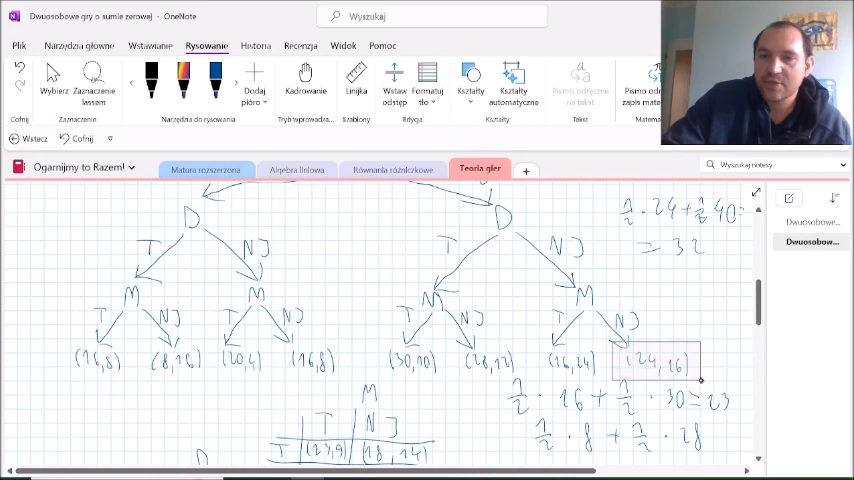 Dwuosobowe gry o sumie zerowej - OneNote
Wyszukaj
Plik Narzędzia główne Wstawianie Rysowanie Historia Recenzja Widok Pomoc
Wybierz Zaznaczenie lassem Dodaj pióro Kadrowanie Linijka Wstaw odstęp Formatuj tło Kształty Kształty automatyczne Pismo odręczne na tekst
Cofnij Zaznaczenie Narzędzia do rysowania Tryb wprowadza... Szablony Edycja Kształty Tekst
Wstecz Cofnij
Ogarnijmy to Razem! Matura rozszerzona Algebra liniowa Równania różniczkowe Teoria gier + Wyszukaj notesy
Dwuosobowe...
Dwuosobow...
1/2 · 24 + 1/2 40 =
= 32
D D
T NJ T NJ
M M M M
T NJ T NJ T NJ T NJ
(16,8) (8,16) (20,4) (16,8) (30,10) (28,12) (16,24) (24,16)
1/2 · 16 + 1/2 · 30 = 23
M
T NJ
1/2 · 8 + 1/2 · 28
T (23,9) (18,14)
D